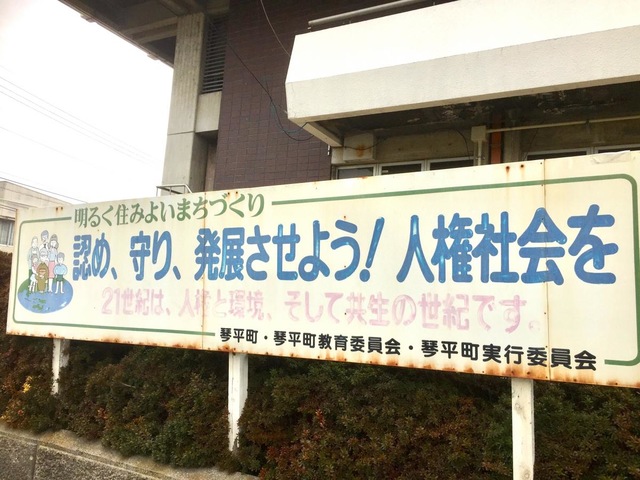 明るく住みよいまちづくり
認め、守り、発展させよう!人権社会を
21世紀は、人権と環境、そして共生の世紀です。
琴平町・琴平町教育委員会・琴平町実行委員会